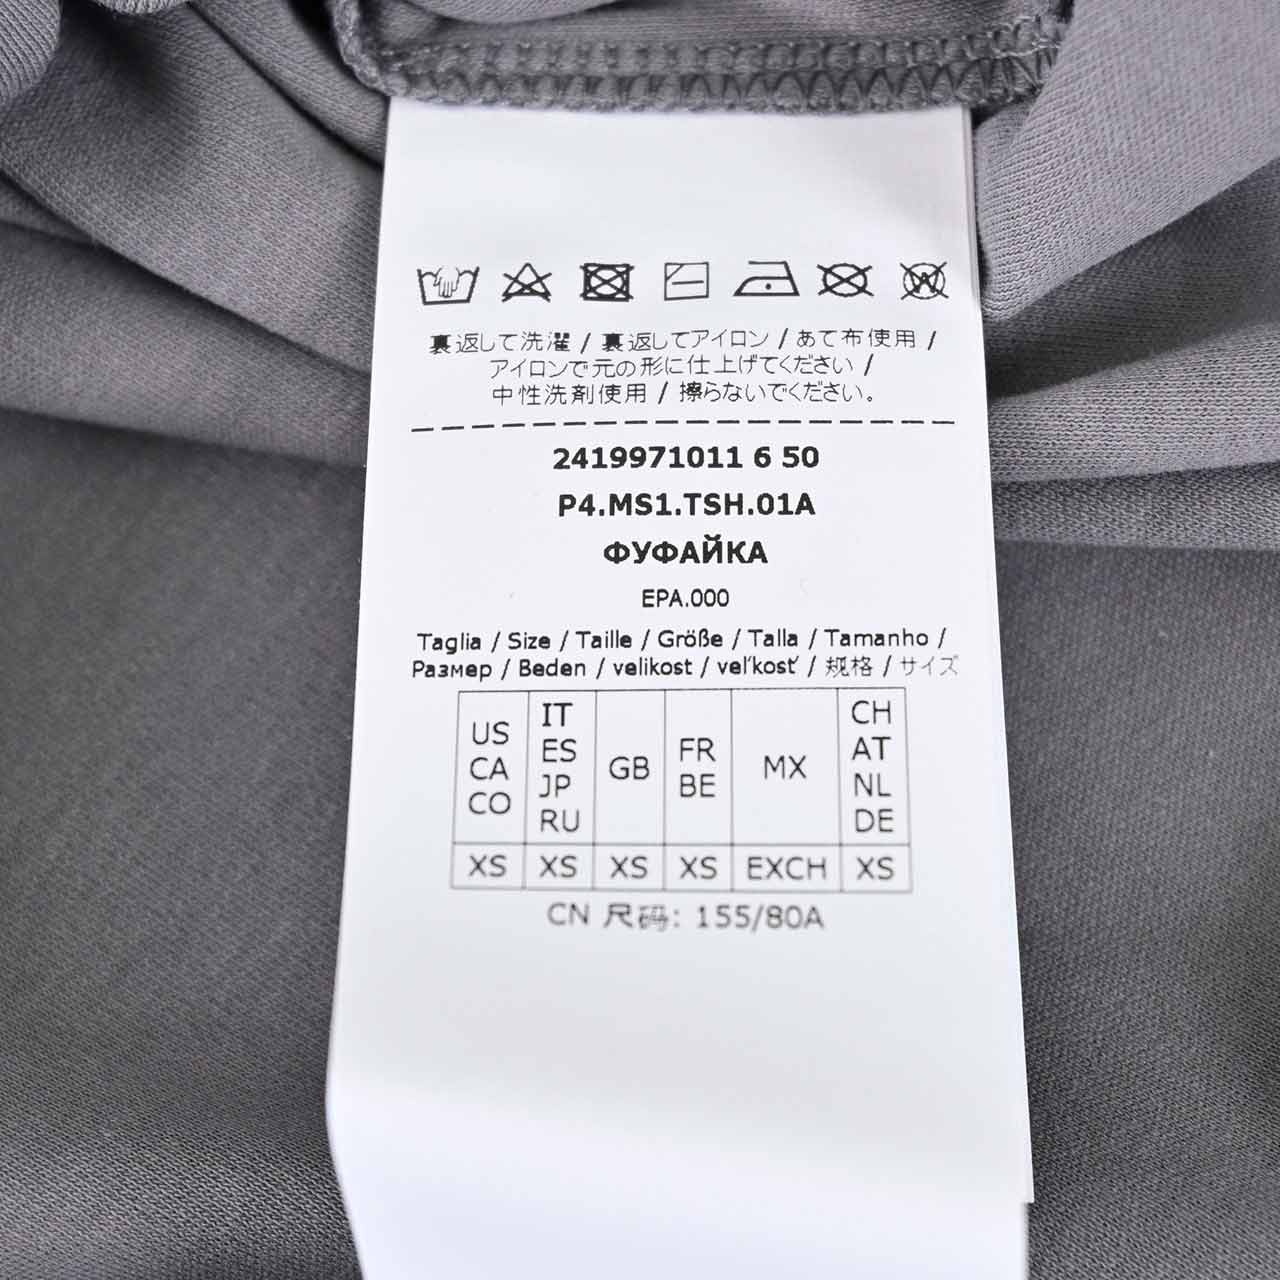 裏返して洗濯 / 裏返してアイロン / あて布使用 /
アイロンで元の形に仕上げてください /
中性洗剤使用 / 擦らないでください。
2419971011 6 50
P4.MS1.TSH.01A
ФУФАЙКА
EPA.000
Taglia / Size / Taille / Größe / Talla / Tamanho /
Размер / Beden / velikost / veľkosť / 规格 / サイズ
US CA CO
IT ES JP RU
GB
FR BE
MX
CH AT NL DE
XS XS XS XS EXCH XS
CN 尺码: 155/80A